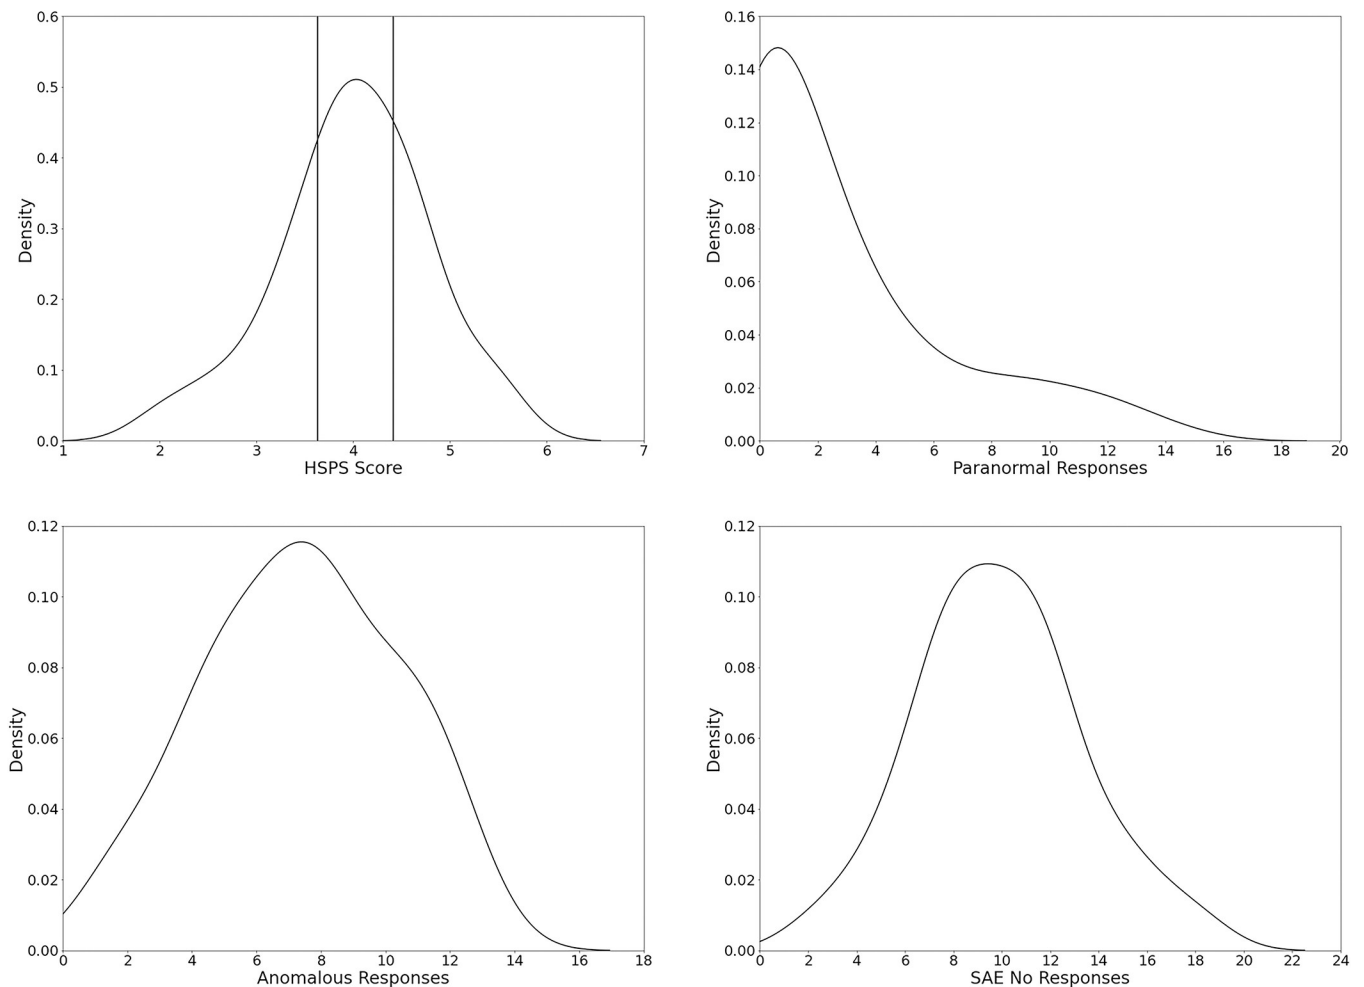 0.6
0.5
0.4
0.3
0.2
0.1
0.0
Density
1 2 3 4 5 6 7
HSPS Score
0.16
0.14
0.12
0.10
0.08
0.06
0.04
0.02
0.00
Density
0 2 4 6 8 10 12 14 16 18 20
Paranormal Responses
0.12
0.10
0.08
0.06
0.04
0.02
0.00
Density
0 2 4 6 8 10 12 14 16 18
Anomalous Responses
0.12
0.10
0.08
0.06
0.04
0.02
0.00
Density
0 2 4 6 8 10 12 14 16 18 20 22 24
SAE No Responses